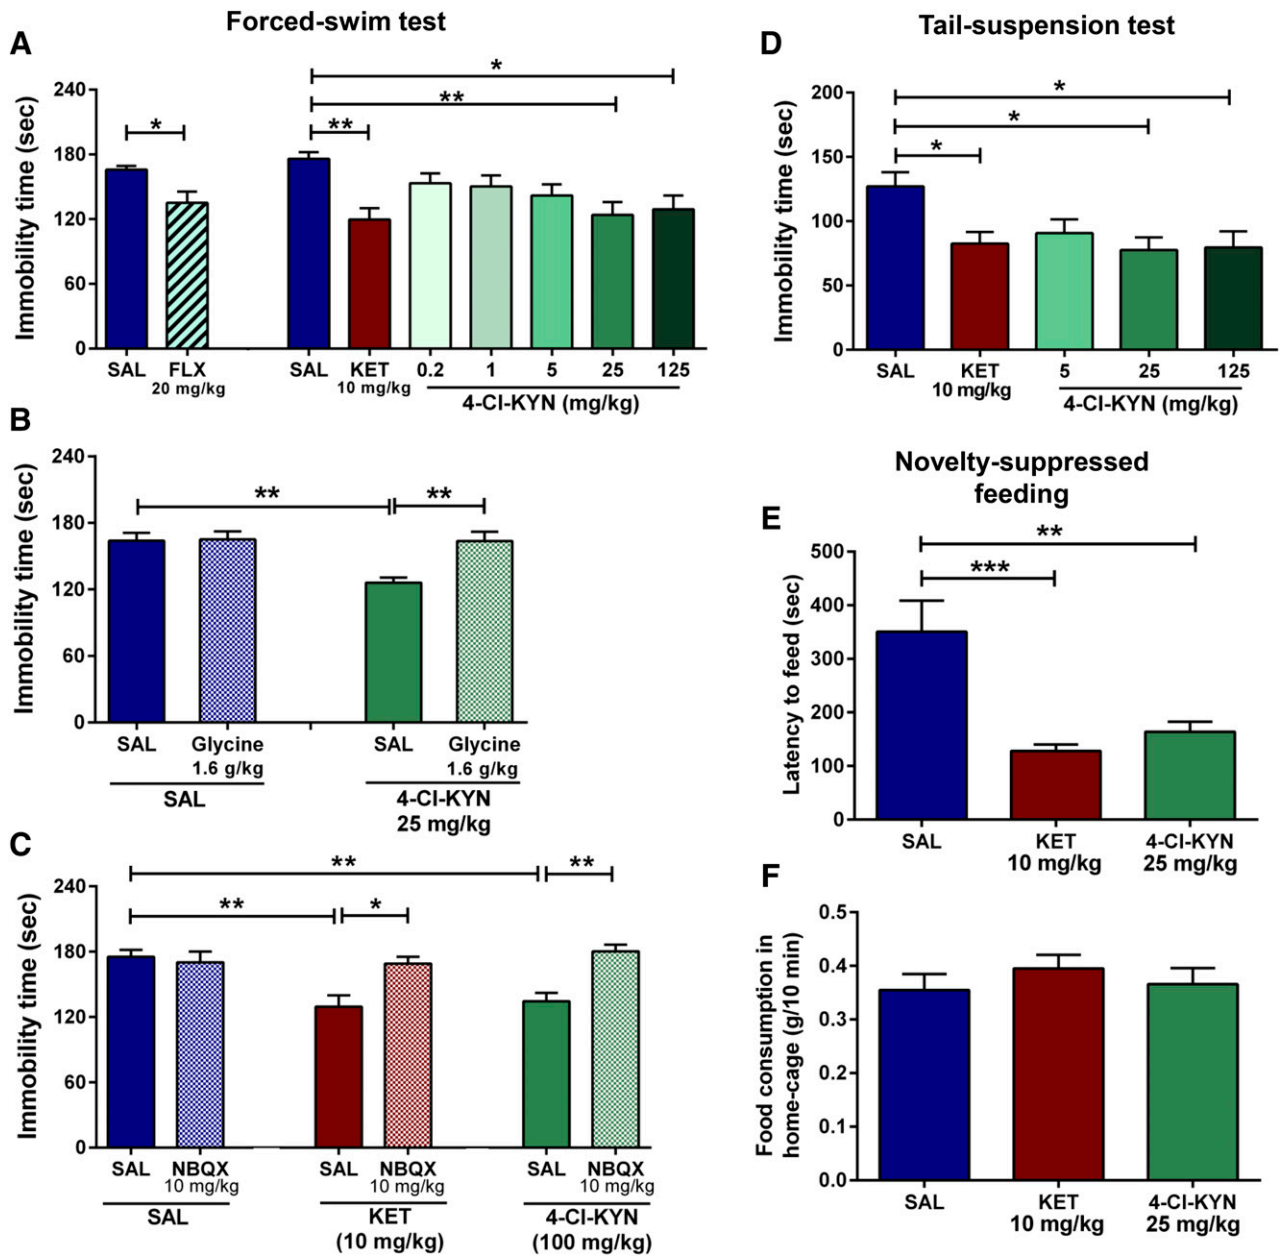 Forced-swim test
A
Immobility time (sec)
240
180
120
60
0
*
**
**
*
SAL FLX SAL KET 0.2 1 5 25 125
20 mg/kg 10 mg/kg
4-Cl-KYN (mg/kg)
B
Immobility time (sec)
240
180
120
60
0
** **
SAL Glycine SAL Glycine
1.6 g/kg 1.6 g/kg
SAL 4-Cl-KYN
25 mg/kg
C
Immobility time (sec)
240
180
120
60
0
** **
** *
SAL NBQX SAL NBQX SAL NBQX
10 mg/kg 10 mg/kg 10 mg/kg
SAL KET 4-Cl-KYN
(10 mg/kg) (100 mg/kg)
Tail-suspension test
D
Immobility time (sec)
200
150
100
50
0
*
*
*
SAL KET 5 25 125
10 mg/kg 4-Cl-KYN (mg/kg)
Novelty-suppressed
feeding
E
Latency to feed (sec)
500
400
300
200
100
0
**
***
SAL KET 4-Cl-KYN
10 mg/kg 25 mg/kg
F
Food consumption in
home-cage (g/10 min)
0.5
0.4
0.3
0.2
0.1
0.0
SAL KET 4-Cl-KYN
10 mg/kg 25 mg/kg